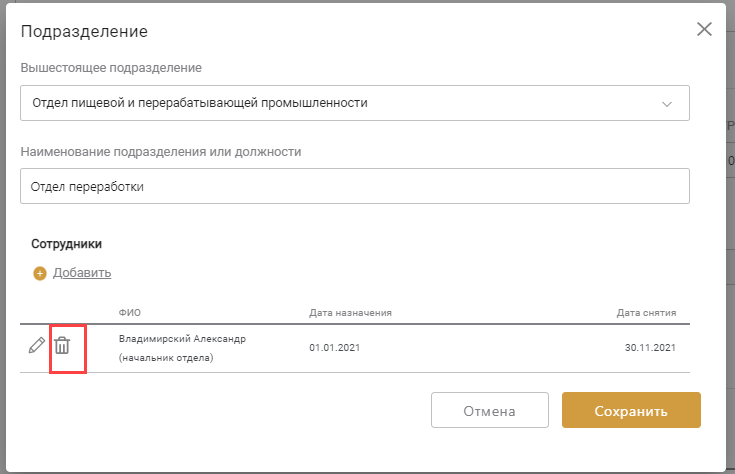 Подразделение
Вышестоящее подразделение
Отдел пищевой и перерабатывающей промышленности
Наименование подразделения или должности
Отдел переработки
Сотрудники
Добавить
ФИО Дата назначения Дата снятия
Владимирский Александр
(начальник отдела) 01.01.2021 30.11.2021
Отмена Сохранить